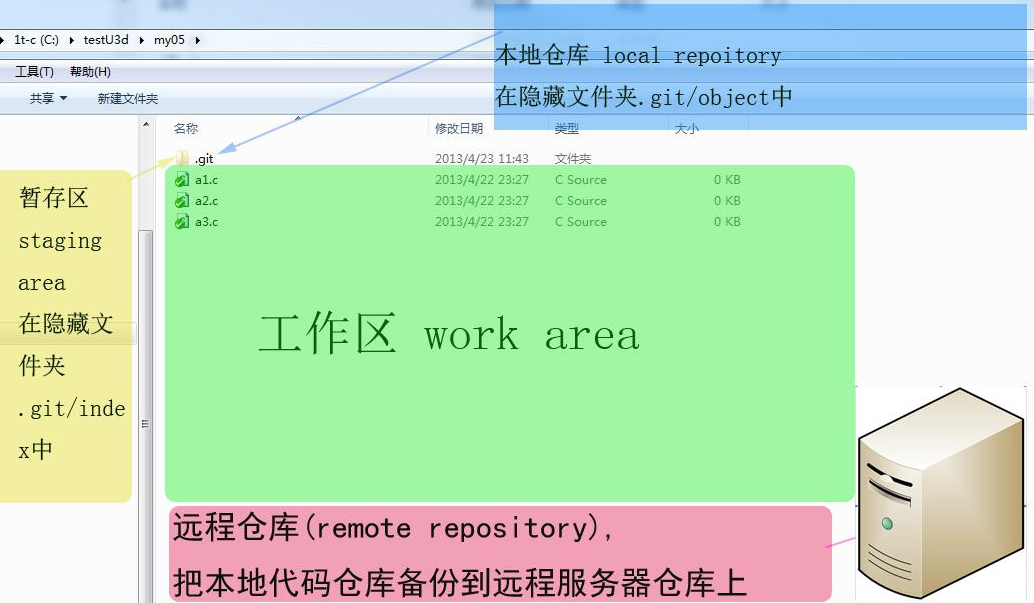 1t-c (C:) testU3d my05
工具(T) 帮助(H)
共享 新建文件夹
本地仓库 local repoitory
在隐藏文件夹.git/object中
名称 修改日期 类型 大小
.git 2013/4/23 11:43 文件夹
a1.c 2013/4/22 23:27 C Source 0 KB
a2.c 2013/4/22 23:27 C Source 0 KB
a3.c 2013/4/22 23:27 C Source 0 KB
暂存区
staging
area
在隐藏文
件夹
.git/inde
x中
工作区 work area
远程仓库(remote repository),
把本地代码仓库备份到远程服务器仓库上